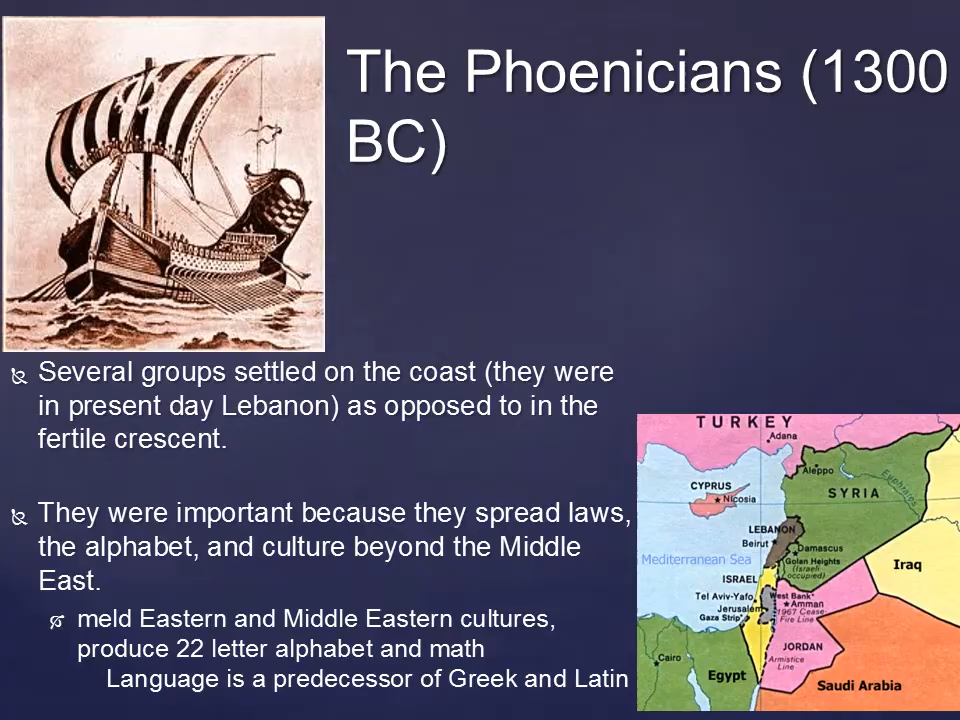 The Phoenicians (1300
BC)
Several groups settled on the coast (they were
in present day Lebanon) as opposed to in the
fertile crescent.
They were important because they spread laws,
the alphabet, and culture beyond the Middle
East.
meld Eastern and Middle Eastern cultures,
produce 22 letter alphabet and math
Language is a predecessor of Greek and Latin
TURKEY
Adana
Aleppo
CYPRUS
Nicosia
SYRIA
Euphrates
LEBANON
Beirut
Damascus
Mediterranean Sea
Golan Heights
(Israeli
occupied)
Iraq
ISRAEL
Tel Aviv-Yafo
West Bank*
Amman
Jerusalem
1967 Cease-
Fire Line
Gaza Strip*
JORDAN
Cairo
Armistice
Line
Egypt
Saudi Arabia